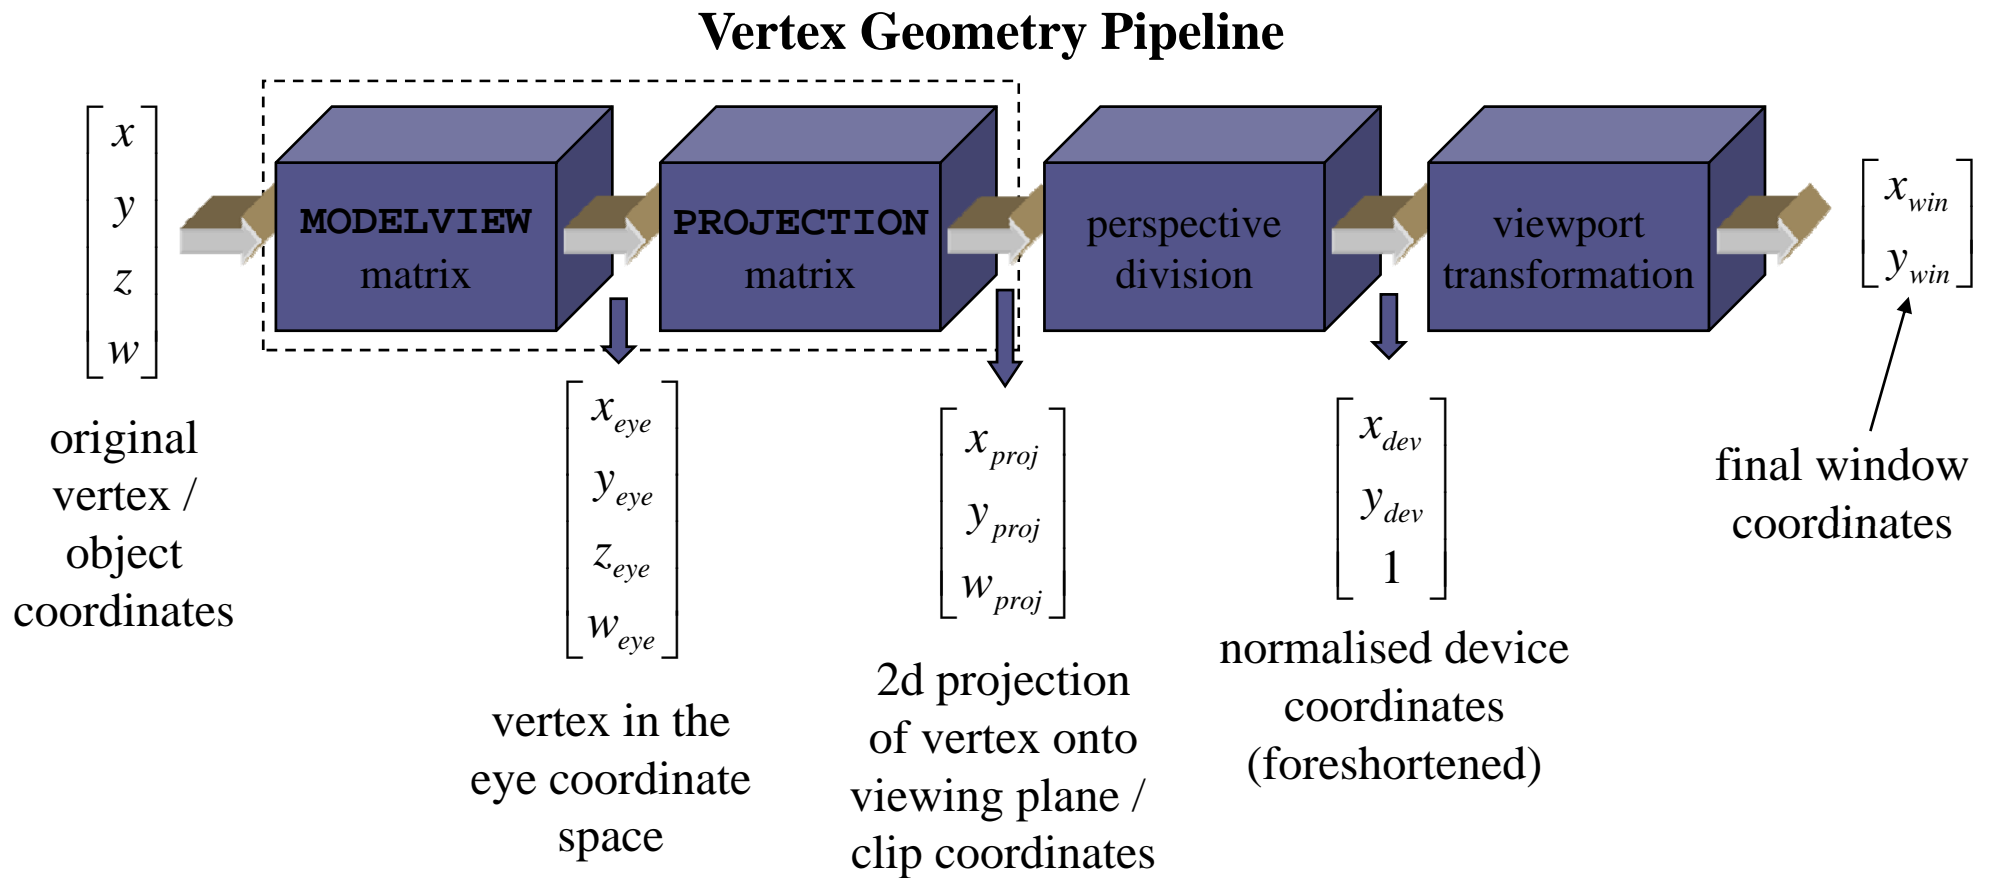 Vertex Geometry Pipeline
x
y
z
w
original
vertex /
object
coordinates
MODELVIEW
matrix
PROJECTION
matrix
perspective
division
viewport
transformation
x_eye
y_eye
z_eye
w_eye
vertex in the
eye coordinate
space
x_proj
y_proj
w_proj
2d projection
of vertex onto
viewing plane /
clip coordinates
x_dev
y_dev
1
normalised device
coordinates
(foreshortened)
x_win
y_win
final window
coordinates